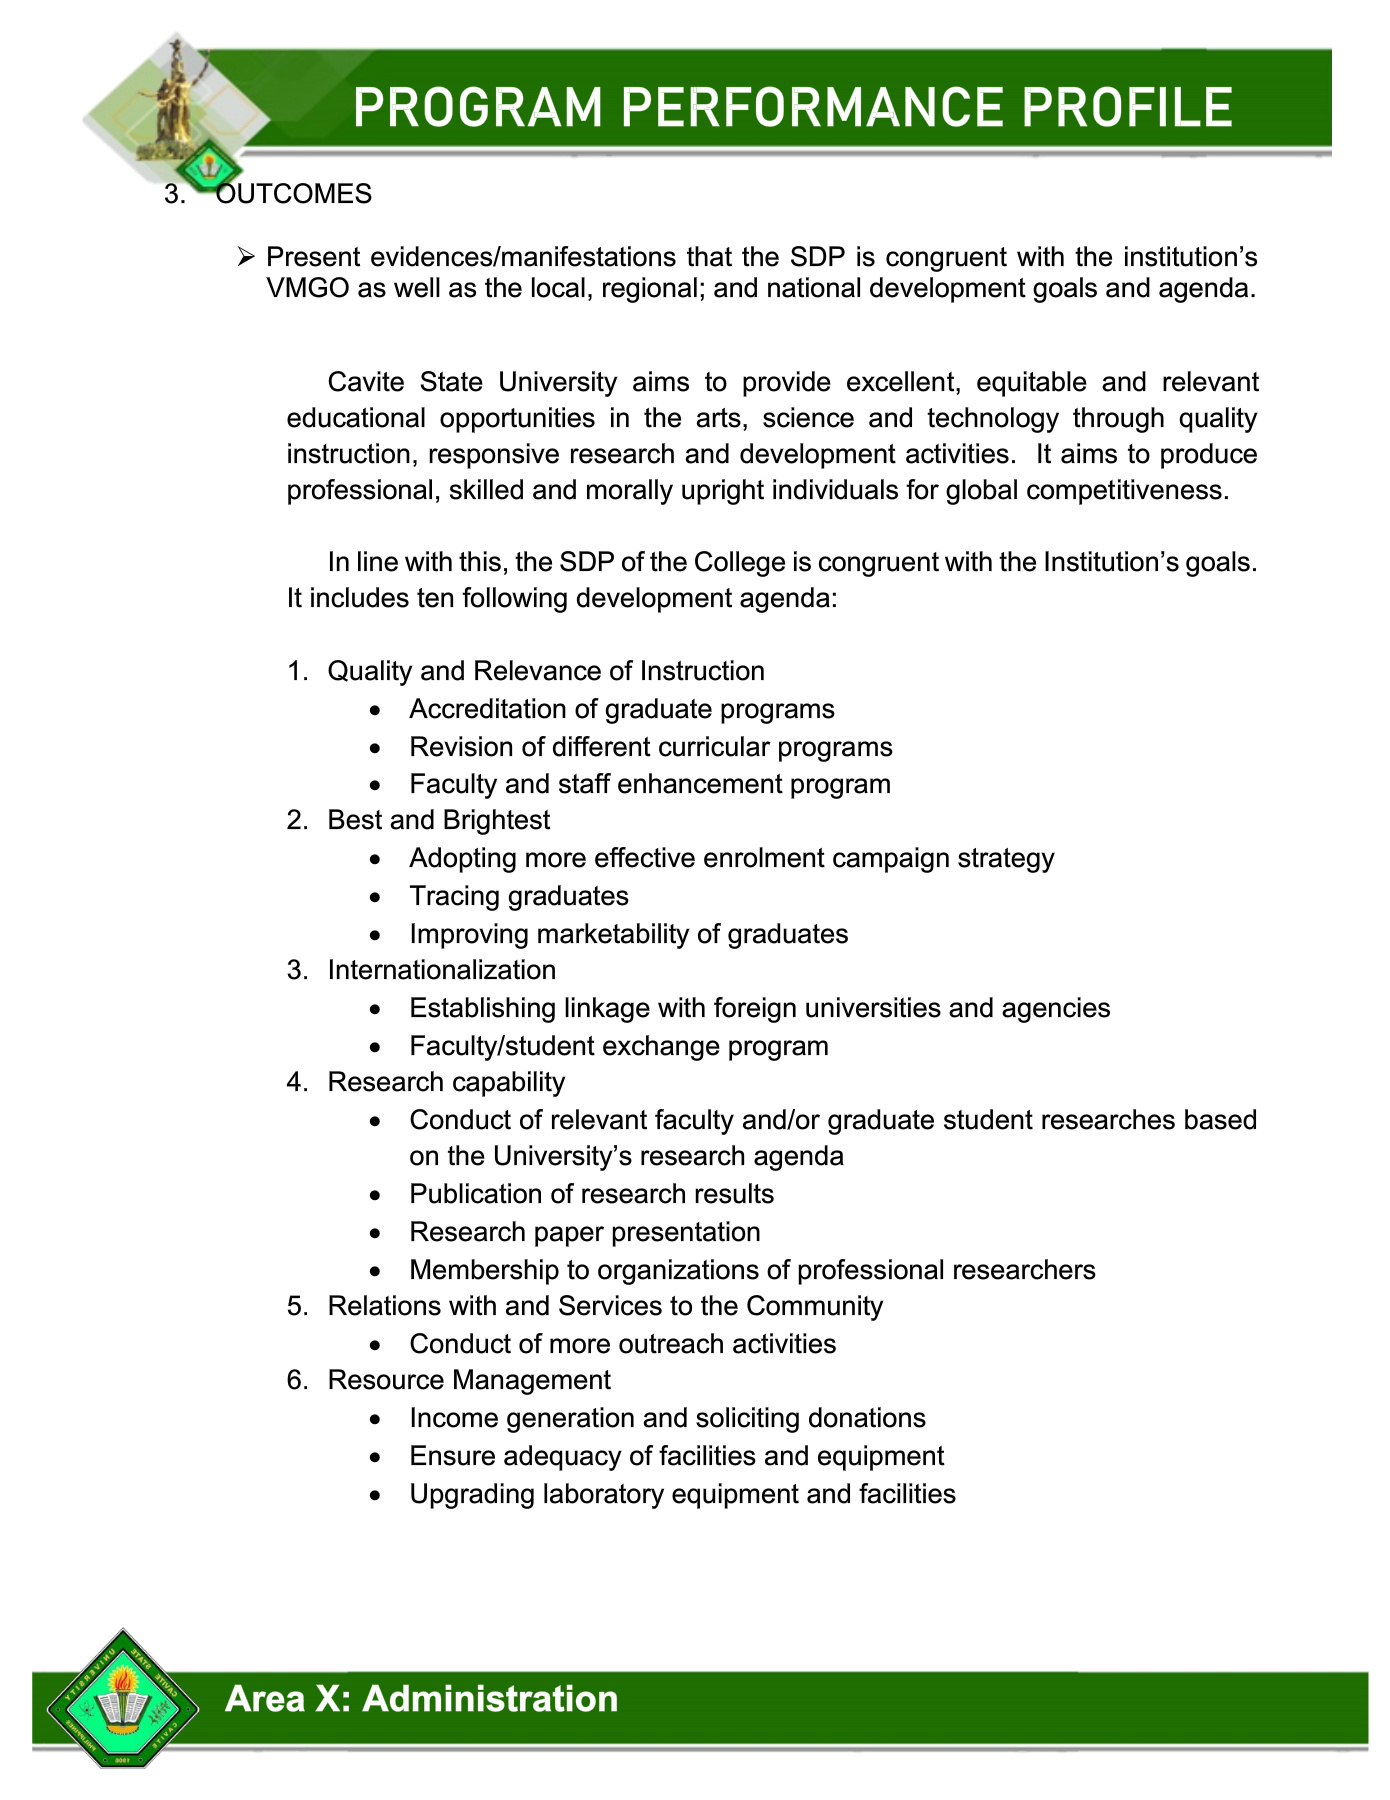 PROGRAM PERFORMANCE PROFILE
3. OUTCOMES
➢ Present evidences/manifestations that the SDP is congruent with the institution’s
VMGO as well as the local, regional; and national development goals and agenda.
Cavite State University aims to provide excellent, equitable and relevant
educational opportunities in the arts, science and technology through quality
instruction, responsive research and development activities. It aims to produce
professional, skilled and morally upright individuals for global competitiveness.
In line with this, the SDP of the College is congruent with the Institution’s goals.
It includes ten following development agenda:
1. Quality and Relevance of Instruction
• Accreditation of graduate programs
• Revision of different curricular programs
• Faculty and staff enhancement program
2. Best and Brightest
• Adopting more effective enrolment campaign strategy
• Tracing graduates
• Improving marketability of graduates
3. Internationalization
• Establishing linkage with foreign universities and agencies
• Faculty/student exchange program
4. Research capability
• Conduct of relevant faculty and/or graduate student researches based
on the University’s research agenda
• Publication of research results
• Research paper presentation
• Membership to organizations of professional researchers
5. Relations with and Services to the Community
• Conduct of more outreach activities
6. Resource Management
• Income generation and soliciting donations
• Ensure adequacy of facilities and equipment
• Upgrading laboratory equipment and facilities
CAVITE STATE UNIVERSITY
CAVITE
PHILIPPINES
Area X: Administration